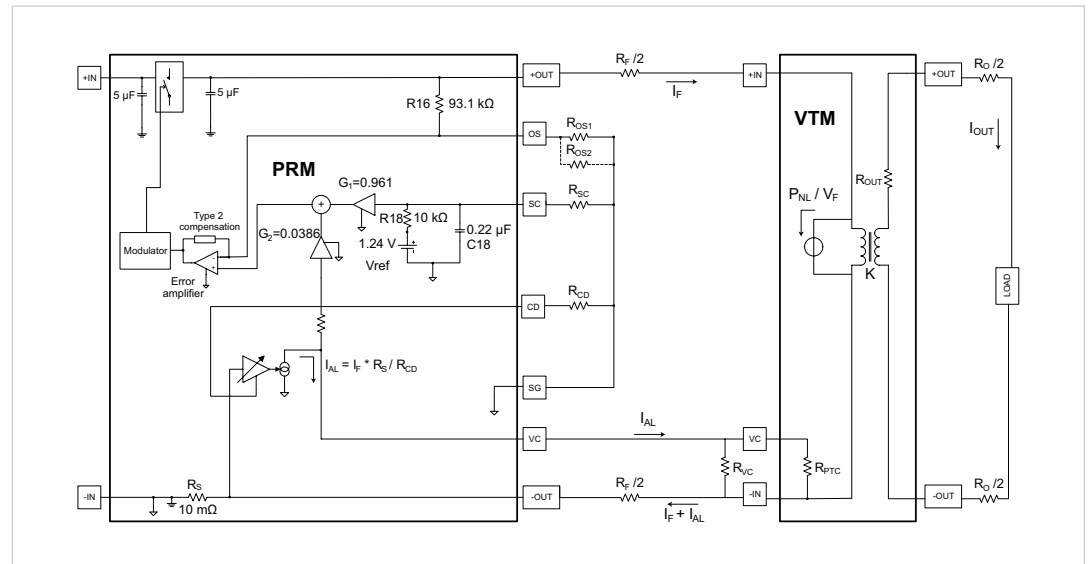 +IN
5 µF
5 µF
R16
93.1 kΩ
+OUT
R_F /2
I_F
+IN
VTM
+OUT
R_O /2
I_OUT
OS
R_OS1
R_OS2
PRM
G₁=0.961
SC
R_SC
R18
10 kΩ
0.22 µF
C18
1.24 V
Vref
G₂=0.0386
Type 2
compensation
Modulator
Error
amplifier
R_OUT
P_NL / V_F
K
LOAD
CD
R_CD
I_AL = I_F * R_S / R_CD
SG
VC
I_AL
VC
R_VC
R_PTC
-IN
R_S
10 mΩ
-OUT
R_F /2
I_F + I_AL
-IN
-OUT
R_O /2